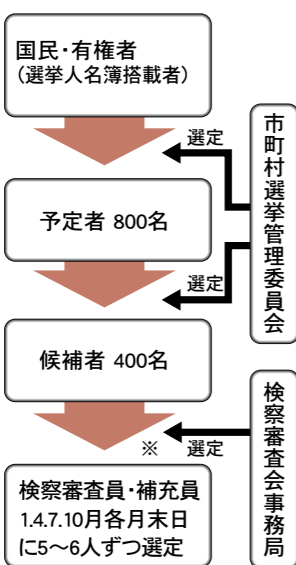 国民・有権者
（選挙人名簿搭載者）
選定
市町村選挙管理委員会
予定者 800名
選定
候補者 400名
※ 選定
検察審査会事務局
検察審査員・補充員
1.4.7.10月各月末日
に5～6人ずつ選定